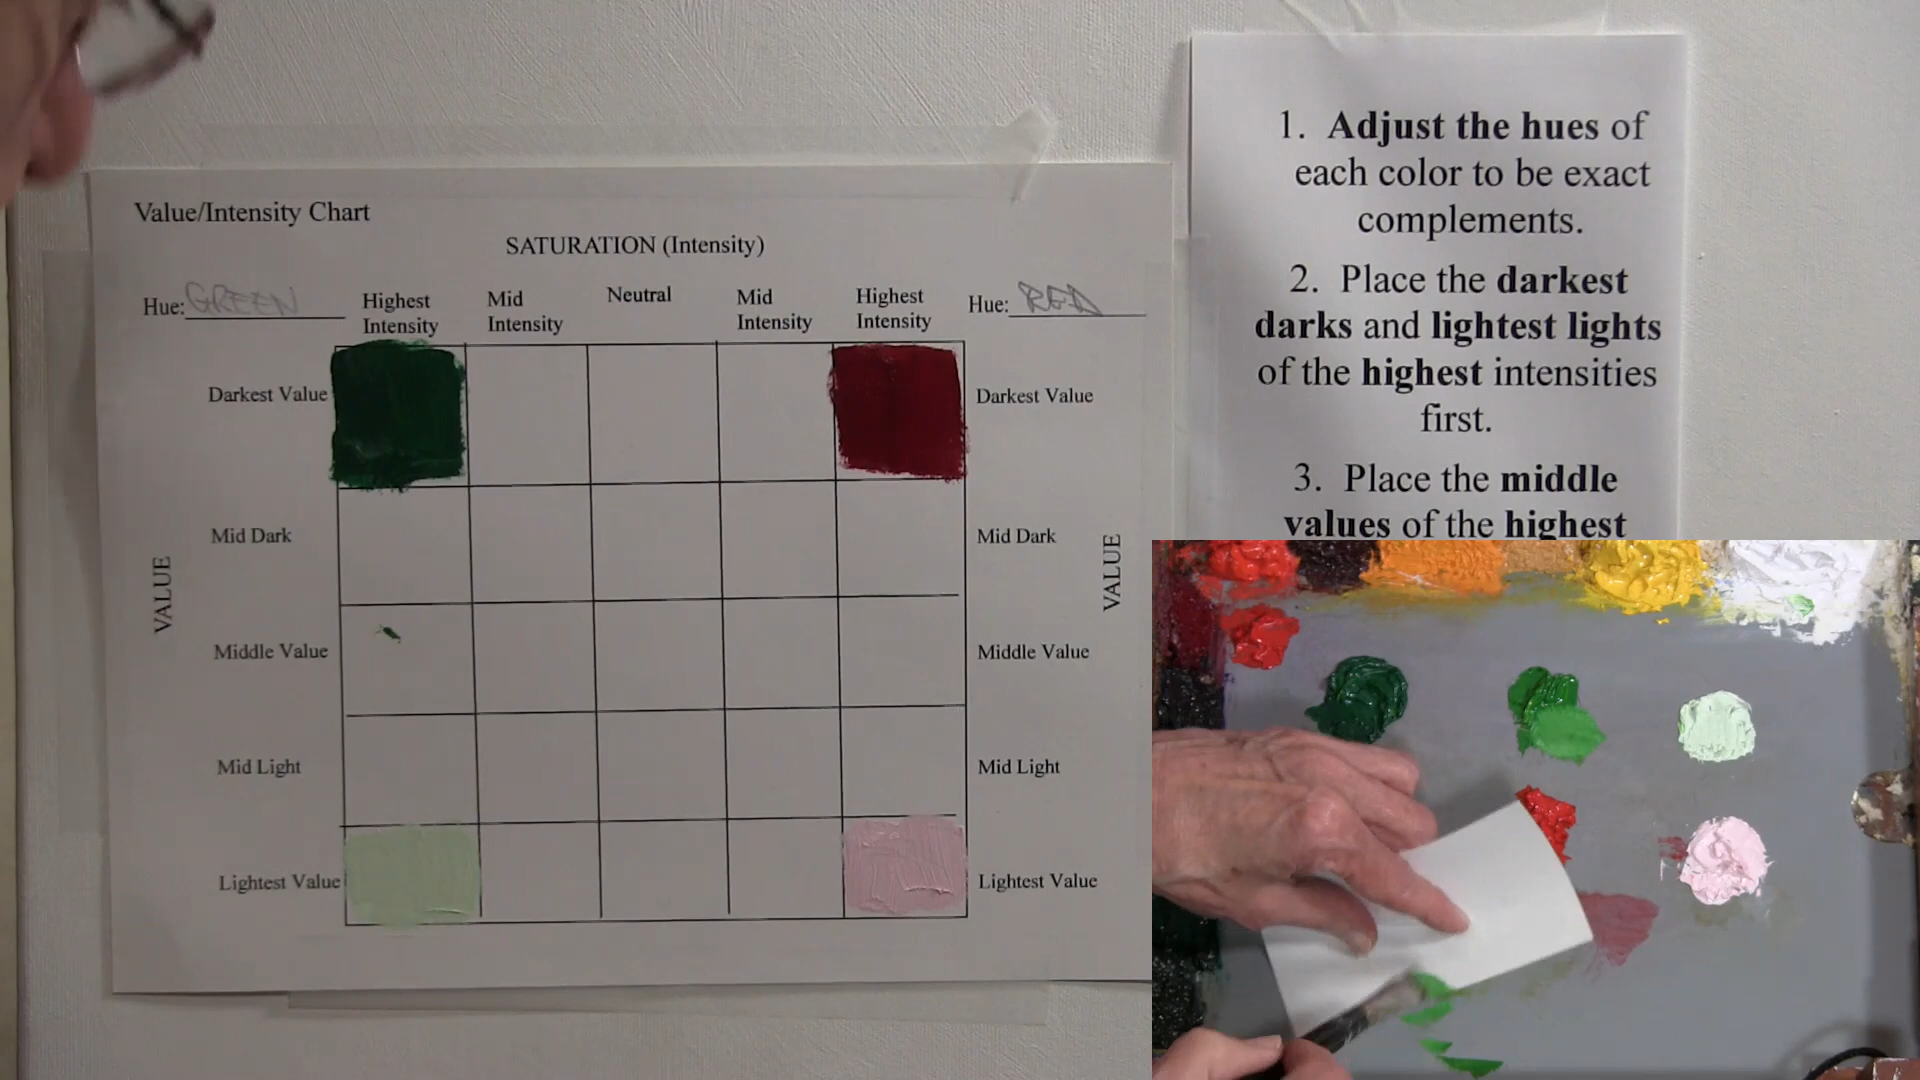 Value/Intensity Chart
SATURATION (Intensity)
Hue: GREEN
Highest Intensity
Mid Intensity
Neutral
Mid Intensity
Highest Intensity
Hue: RED
Darkest Value
Darkest Value
Mid Dark
Mid Dark
VALUE
VALUE
Middle Value
Middle Value
Mid Light
Mid Light
Lightest Value
Lightest Value
1. Adjust the hues of
each color to be exact
complements.
2. Place the darkest
darks and lightest lights
of the highest intensities
first.
3. Place the middle
values of the highest